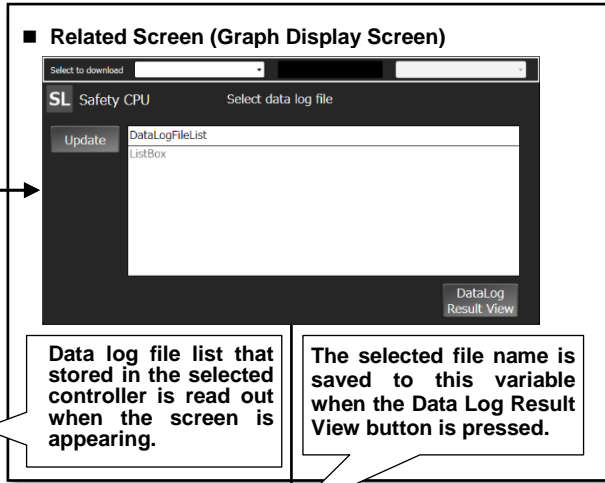 ■ Related Screen (Graph Display Screen)
Select to download
SL Safety CPU Select data log file
Update
DataLogFileList
ListBox
DataLog
Result View
Data log file list that
stored in the selected
controller is read out
when the screen is
appearing.
The selected file name is
saved to this variable
when the Data Log Result
View button is pressed.